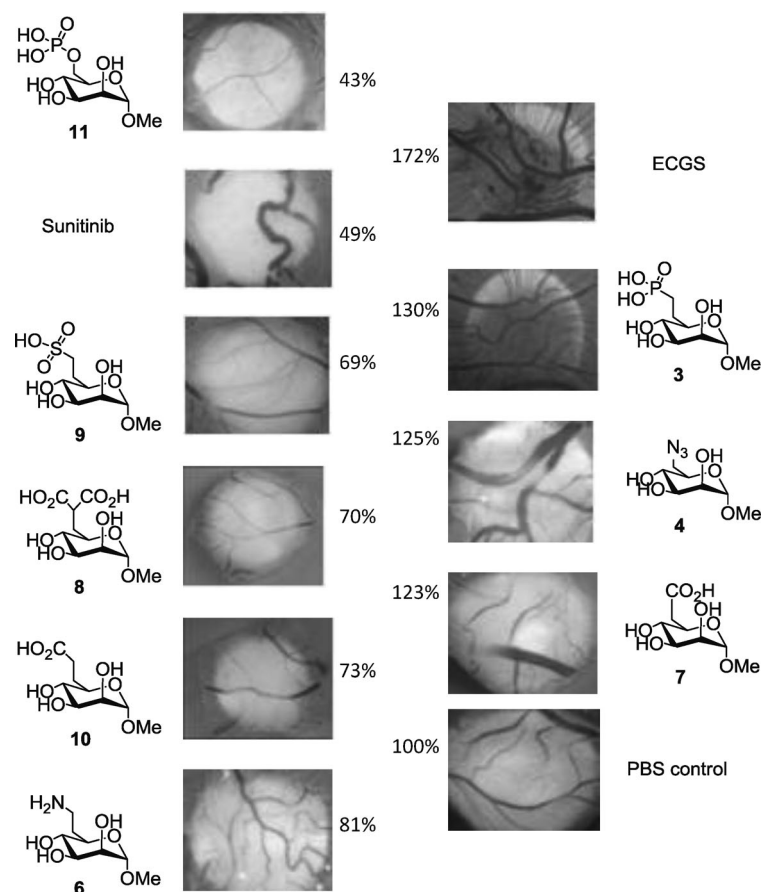 HO P O
HO O
OH
HO O
HO
OMe
11
43%
Sunitinib
49%
O
HO S
O OH
HO O
HO
OMe
9
69%
HO2C CO2H
OH
HO O
HO
OMe
8
70%
HO2C
OH
HO O
HO
OMe
10
73%
H2N
OH
HO O
HO
OMe
6
81%
172%
ECGS
130%
HO P O
HO
OH
HO O
HO
OMe
3
125%
N3
OH
HO O
HO
OMe
4
123%
CO2H
OH
HO O
HO
OMe
7
100%
PBS control